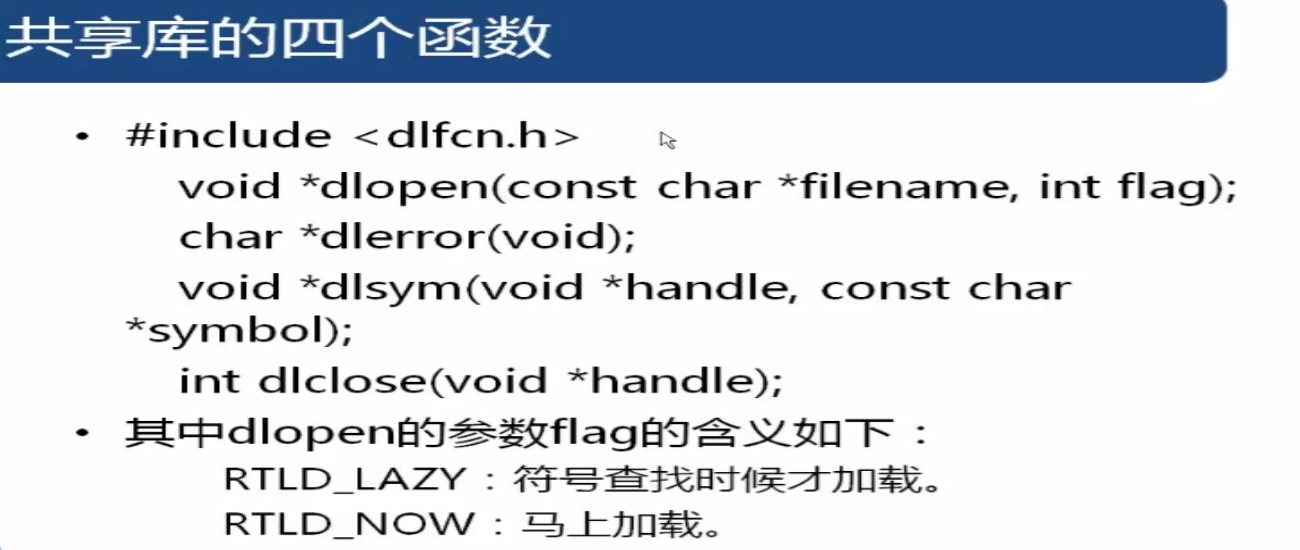 共享库的四个函数
• #include <dlfcn.h>
void *dlopen(const char *filename, int flag);
char *dlerror(void);
void *dlsym(void *handle, const char
*symbol);
int dlclose(void *handle);
• 其中dlopen的参数flag的含义如下：
RTLD_LAZY：符号查找时候才加载。
RTLD_NOW：马上加载。